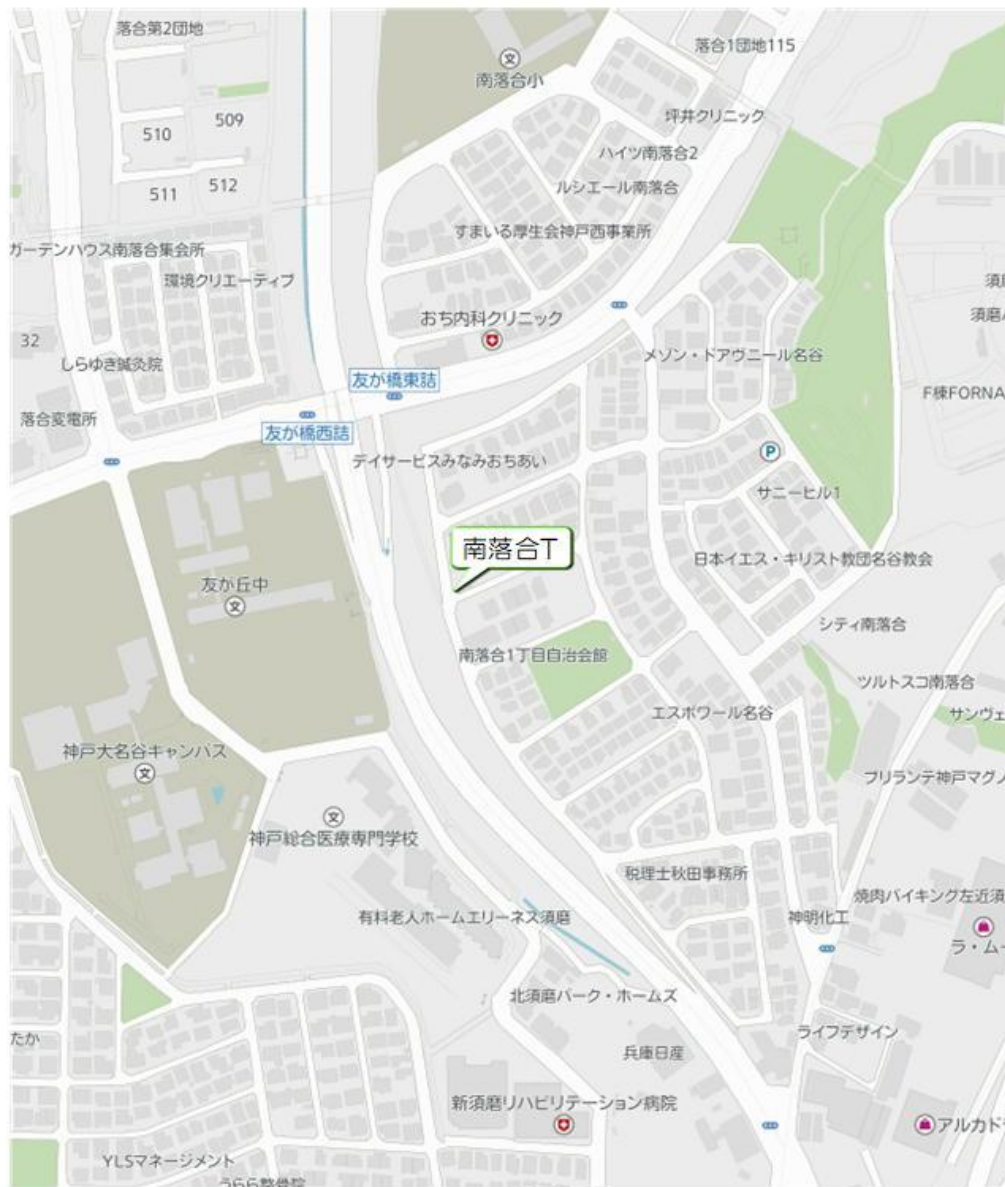 落合第2団地
落合1団地115
文
南落合小
坪井クリニック
509
510
ハイツ南落合2
512
511
ルシエール南落合
すまいる厚生会神戸西事業所
ガーデンハウス南落合集会所
環境クリエーティブ
須
おち内科クリニック
須磨
32
メゾン・ドアヴニール名谷
しらゆき鍼灸院
友が橋東詰
F棟FORNA
落合変電所
友が橋西詰
デイサービスみなみおちあい
P
サニーヒル1
南落合T
日本イエス・キリスト教団名谷教会
友が丘中
文
シティ南落合
南落合1丁目自治会館
ツルトスコ南落合
エスポワール名谷
サンヴェ
神戸大名谷キャンパス
文
ブリランテ神戸マグノ
文
神戸総合医療専門学校
税理士秋田事務所
焼肉バイキング左近須
有料老人ホームエリーネス須磨
神明化工
ラ・ムー
北須磨パーク・ホームズ
たか
ライフデザイン
兵庫日産
新須磨リハビリテーション病院
アルカド
YLSマネージメント
うらら整骨院